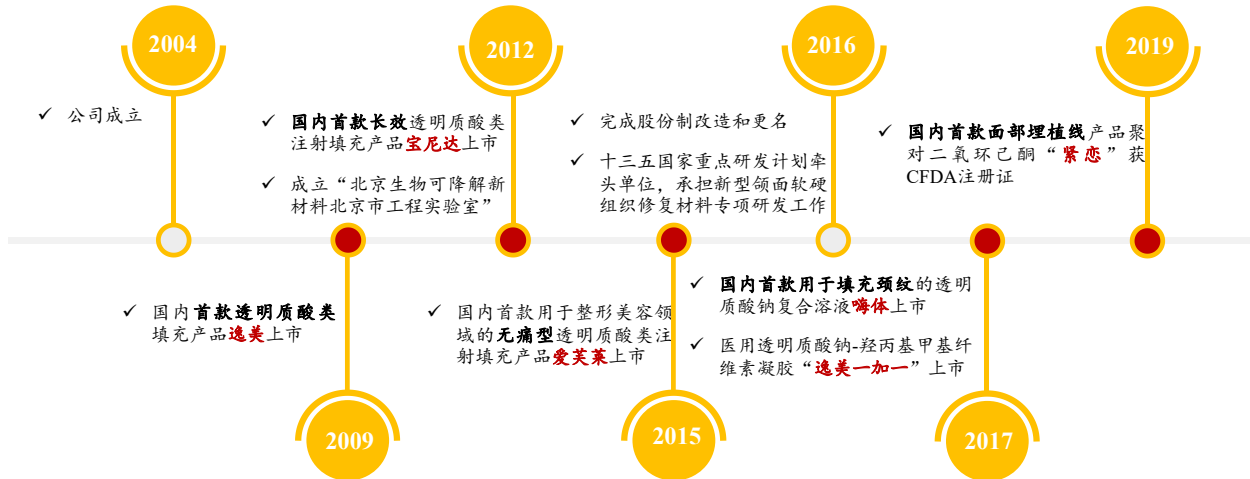 2004
2012
2016
2019
✓ 公司成立
✓ 国内首款长效透明质酸类
注射填充产品宝尼达上市
✓ 成立“北京生物可降解新
材料北京市工程实验室”
✓ 完成股份制改造和更名
✓ 十三五国家重点研发计划牵
头单位，承担新型颌面软硬
组织修复材料专项研发工作
✓ 国内首款面部埋植线产品聚
对二氧环己酮“紧恋”获
CFDA注册证
✓ 国内首款透明质酸类
填充产品逸美上市
✓ 国内首款用于整形美容领
域的无痛型透明质酸类注
射填充产品爱芙莱上市
✓ 国内首款用于填充颈纹的透明
质酸钠复合溶液嗨体上市
✓ 医用透明质酸钠-羟丙基甲基纤
维素凝胶“逸美一加一”上市
2009
2015
2017